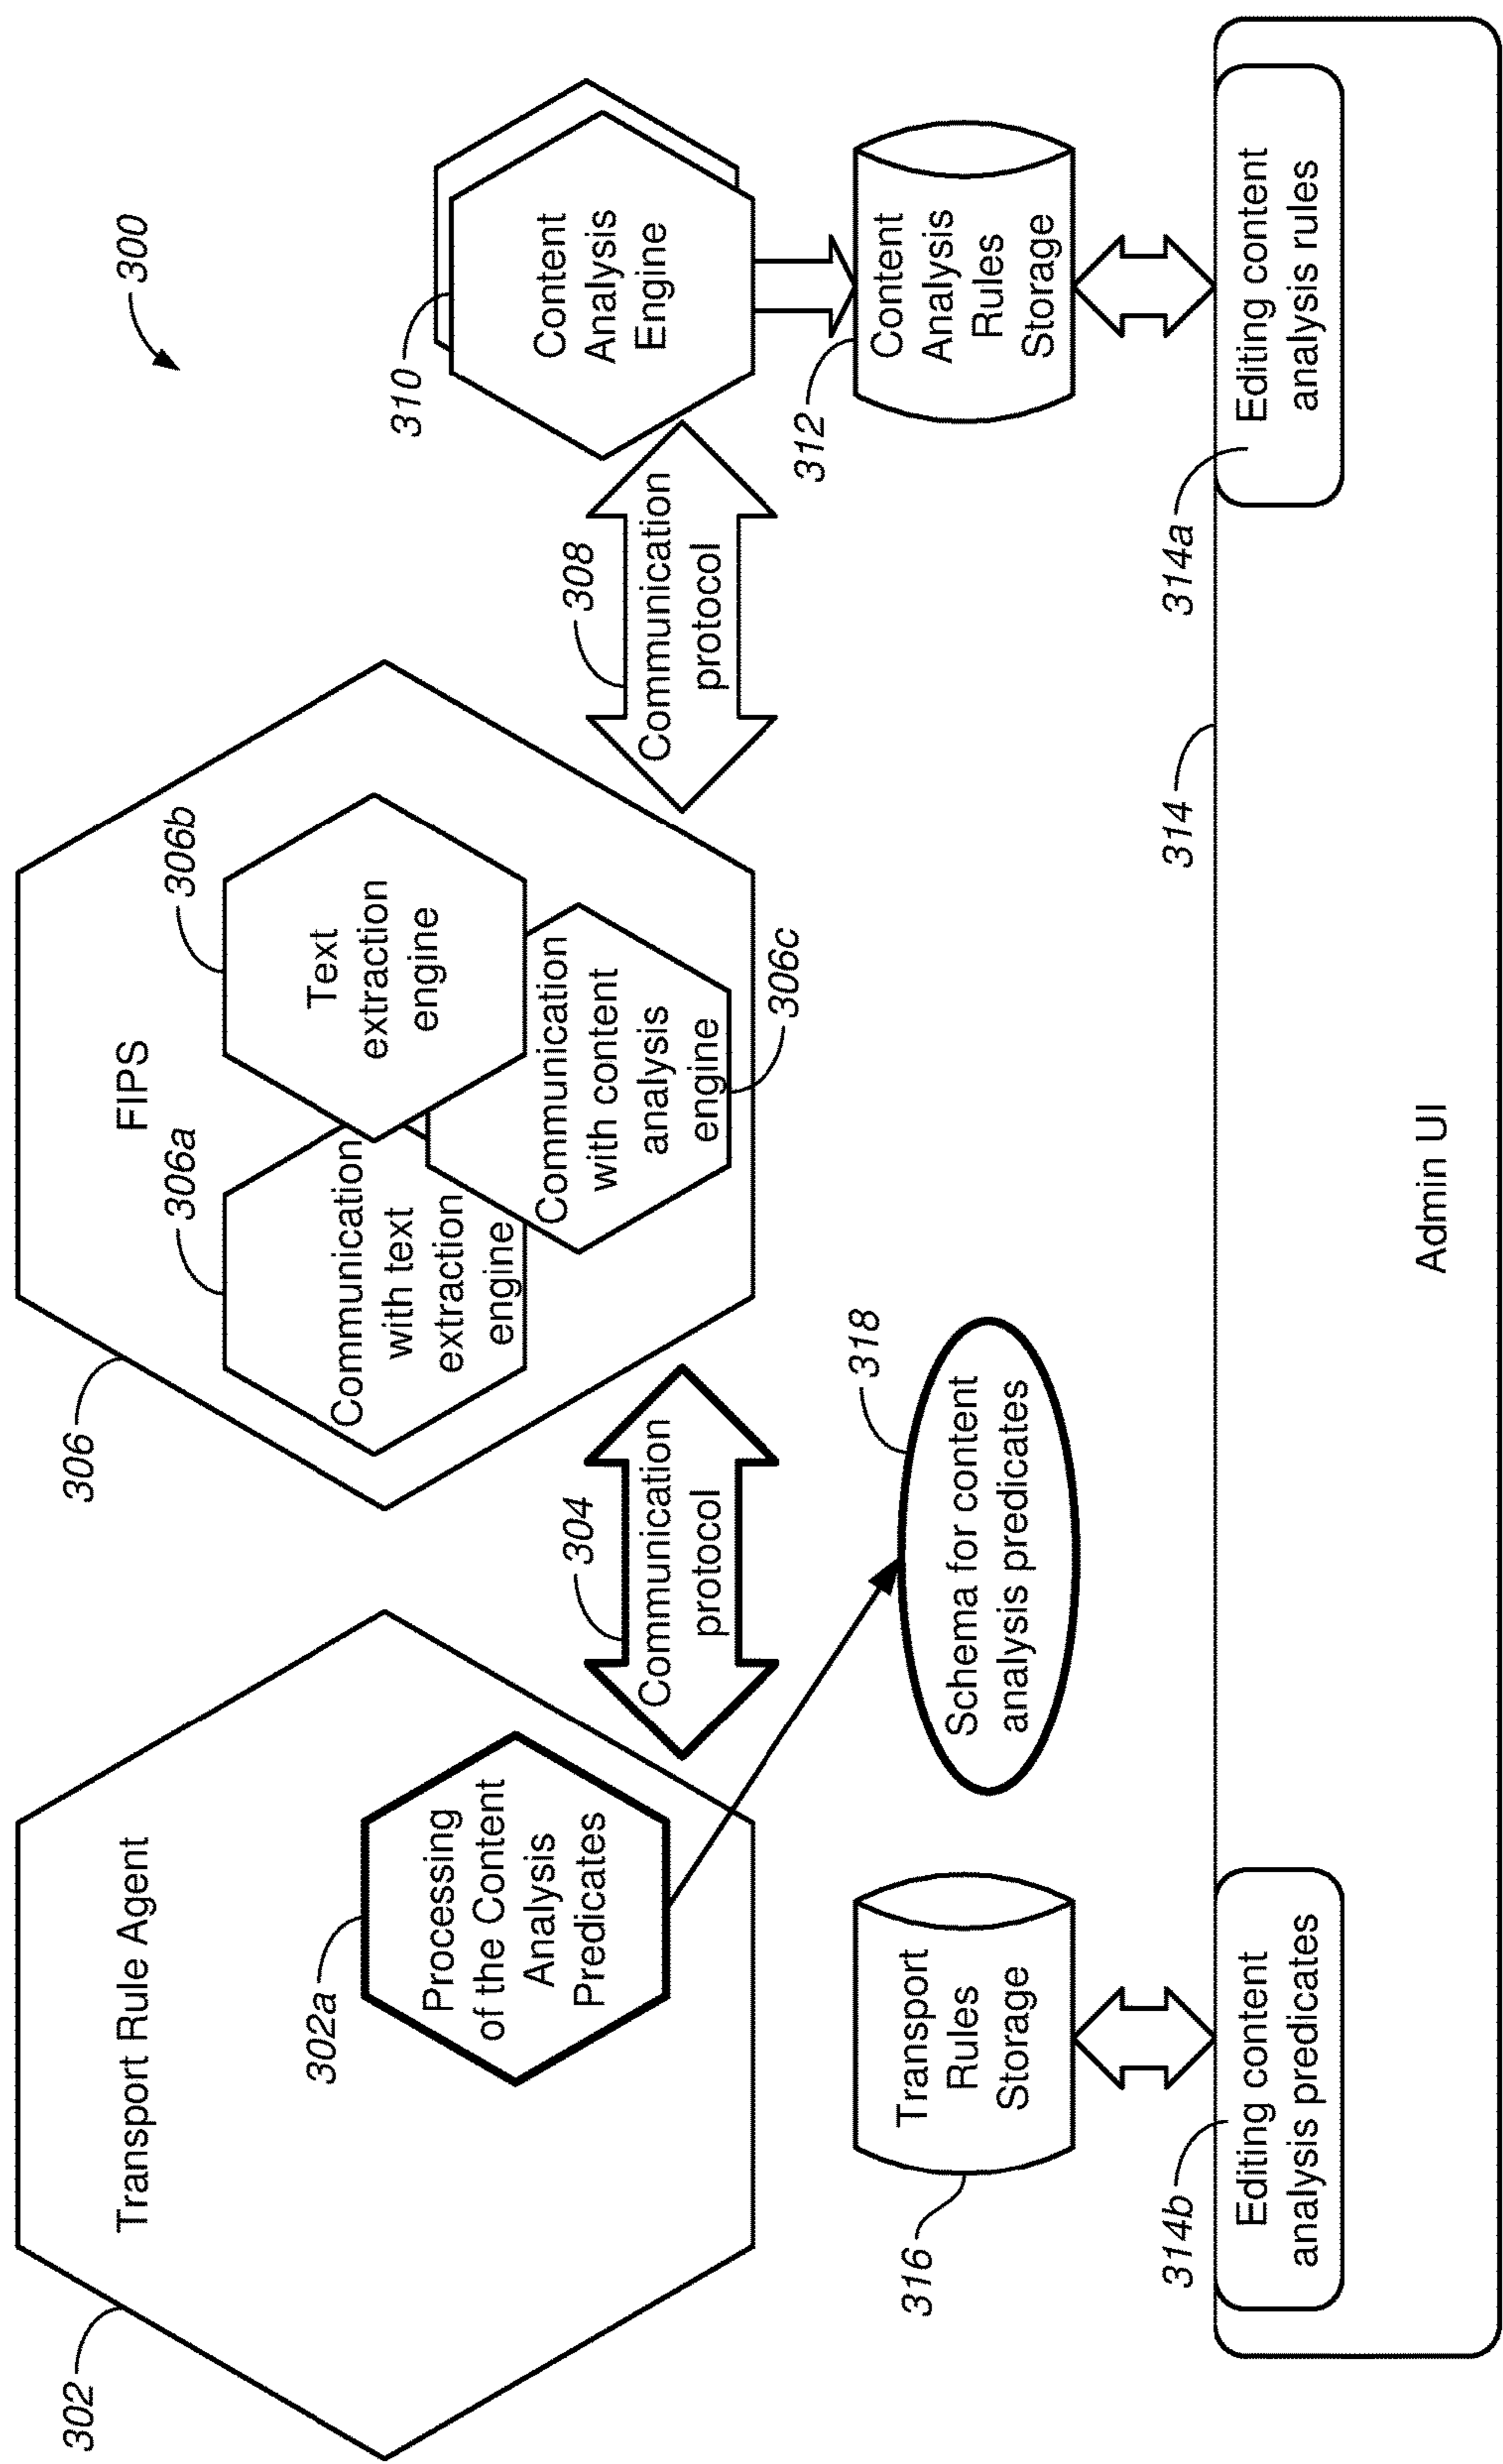 300
302
Transport Rule Agent
302a
Processing
of the Content
Analysis
Predicates
304
Communication
protocol
306
FIPS
306a
Communication
with text
extraction
engine
306b
Text
extraction
engine
306c
Communication
with content
analysis
engine
308
Communication
protocol
310
Content
Analysis
Engine
316
Transport
Rules
Storage
318
Schema for content
analysis predicates
312
Content
Analysis
Rules
Storage
314b
Editing content
analysis predicates
314
314a
Editing content
analysis rules
Admin UI